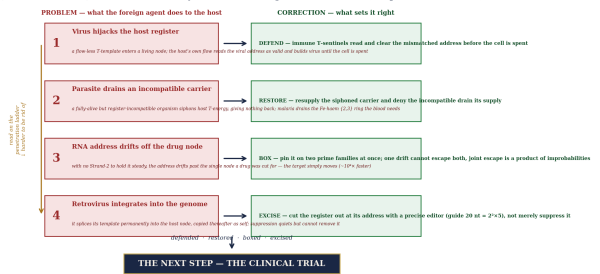 PROBLEM — what the foreign agent does to the host
CORRECTION — what sets it right
1
Virus hijacks the host register
a flow-less T-template enters a living node; the host's own flow reads the viral address as valid and builds virus until the cell is spent
DEFEND — immune T-sentinels read and clear the mismatched address before the cell is spent
2
Parasite drains an incompatible carrier
a fully-alive but register-incompatible organism siphons host T-energy, giving nothing back; malaria drains the Fe-haem {2,3} ring the blood needs
RESTORE — resupply the siphoned carrier and deny the incompatible drain its supply
3
RNA address drifts off the drug node
with no Strand-2 to hold it steady, the address drifts past the single node a drug was cut for — the target simply moves
BOX — pin it on two prime families at once; one drift cannot escape both, joint escape is a product of improbabilities
4
Retrovirus integrates into the genome
it splices its template permanently into the host node, copied thereafter as self; suppression quiets but cannot remove it
EXCISE — cut the register out at its address with a precise editor (guide 20 nt = 2²×5), not merely suppress it
read on the
penetration ladder
↓ harder to be rid of
defended · restored · boxed · excised
THE NEXT STEP — THE CLINICAL TRIAL